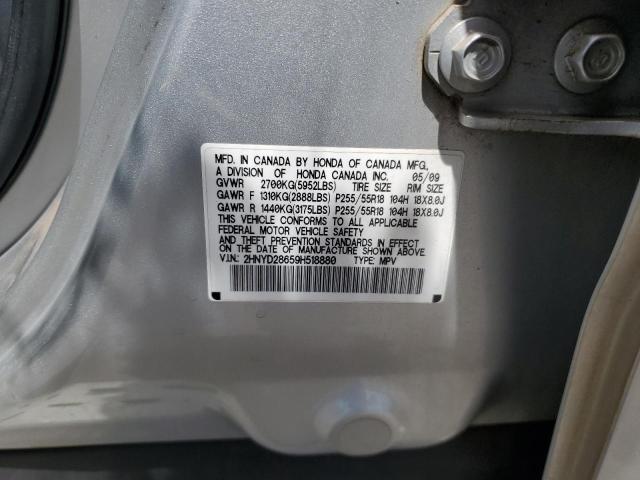 MFD. IN CANADA BY HONDA OF CANADA MFG.,
A DIVISION OF HONDA CANADA INC. 05/09
GVWR 2700KG(5952LBS) TIRE SIZE RIM SIZE
GAWR F 1310KG(2888LBS) P255/55R18 104H 18X8.0J
GAWR R 1440KG(3175LBS) P255/55R18 104H 18X8.0J
THIS VEHICLE CONFORMS TO ALL APPLICABLE
FEDERAL MOTOR VEHICLE
SAFETY AND THEFT
PREVENTION STANDARDS IN EFFECT
ON THE DATE OF MANUFACTURE SHOWN ABOVE.
V.I.N.: 2HNYD28659H518880 TYPE: MPV